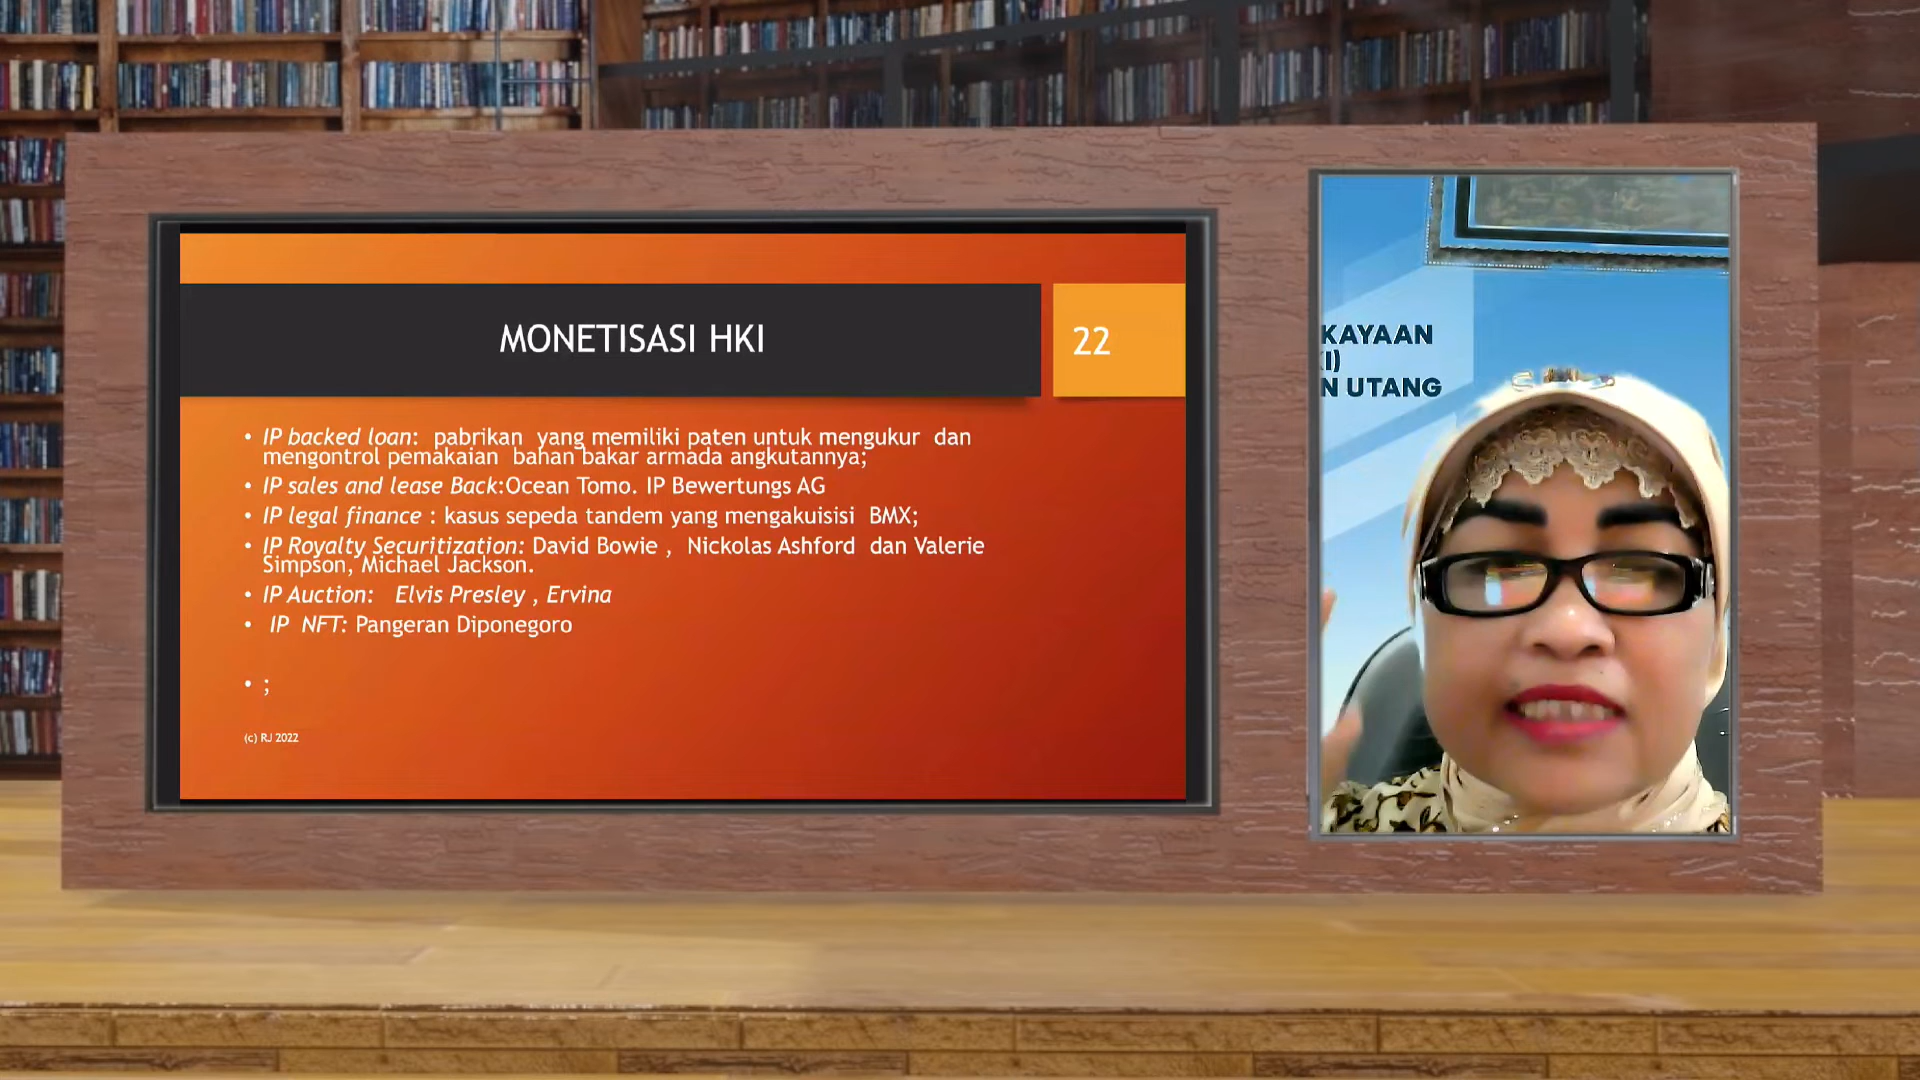 MONETISASI HKI
22
• IP backed loan: pabrikan yang memiliki paten untuk mengukur dan
mengontrol pemakaian bahan bakar armada angkutannya;
• IP sales and lease Back:Ocean Tomo. IP Bewertungs AG
• IP legal finance : kasus sepeda tandem yang mengakuisisi BMX;
• IP Royalty Securitization: David Bowie , Nickolas Ashford dan Valerie
Simpson, Michael Jackson.
• IP Auction: Elvis Presley , Ervina
• IP NFT: Pangeran Diponegoro
• ;
(c) RJ 2022
KAYAAN
I)
N UTANG